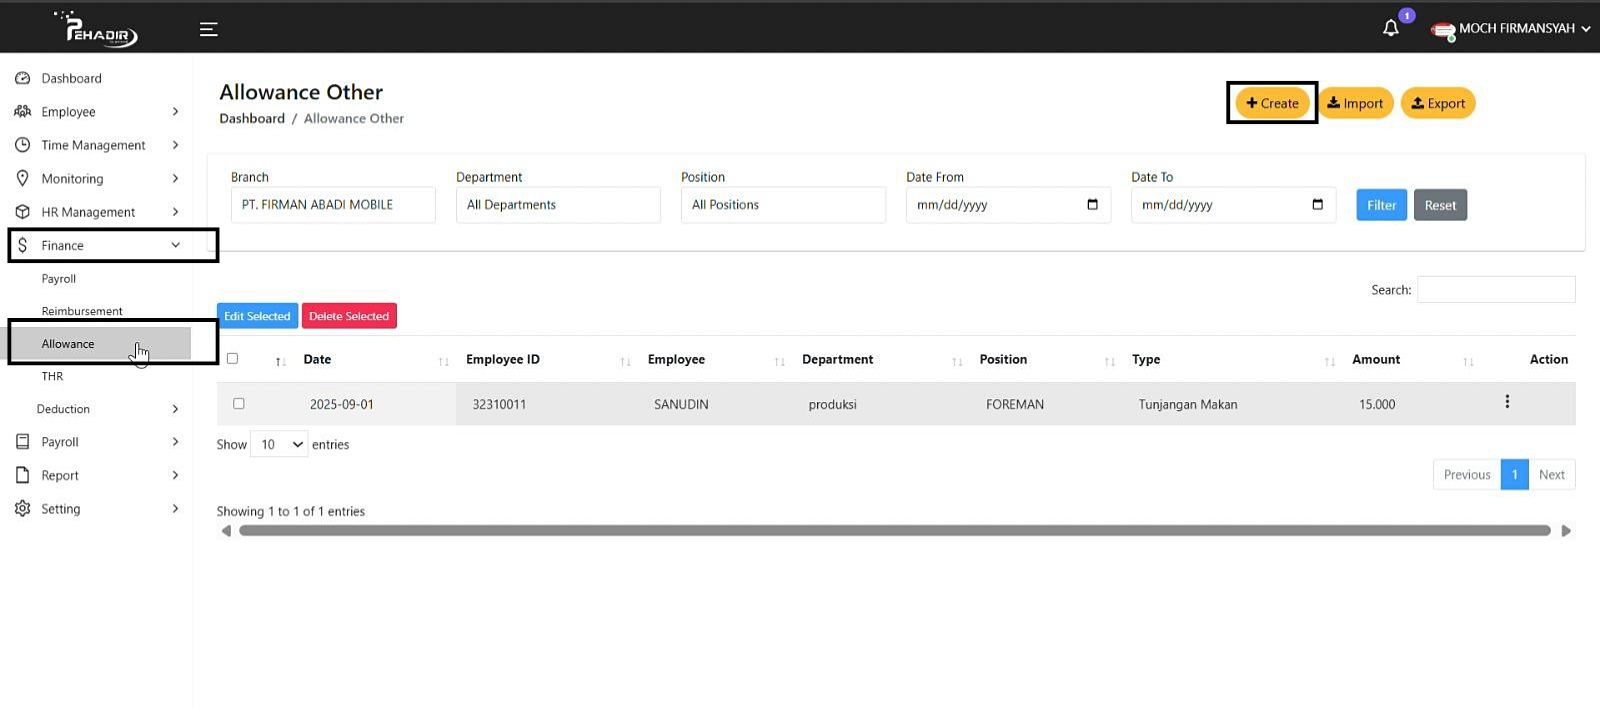 PEHADIR
1
MOCH FIRMANSYAH
Dashboard
Employee
Time Management
Monitoring
HR Management
Finance
Payroll
Reimbursement
Allowance
THR
Deduction
Payroll
Report
Setting
Allowance Other
Dashboard / Allowance Other
+ Create
Import
Export
Branch
PT. FIRMAN ABADI MOBILE
Department
All Departments
Position
All Positions
Date From
mm/dd/yyyy
Date To
mm/dd/yyyy
Filter
Reset
Search:
Edit Selected
Delete Selected
Date Employee ID Employee Department Position Type Amount Action
2025-09-01 32310011 SANUDIN produksi FOREMAN Tunjangan Makan 15.000
Show 10 entries
Previous 1 Next
Showing 1 to 1 of 1 entries